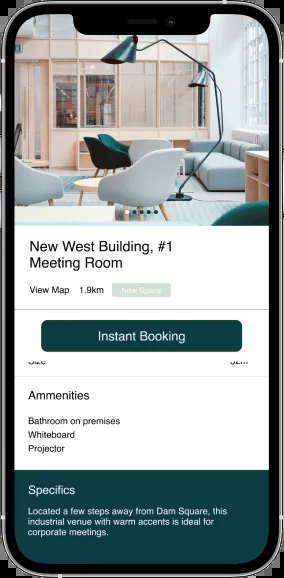 New West Building, #1
Meeting Room
View Map 1.9km New Space
Instant Booking
Size 32m
Ammenities
Bathroom on premises
Whiteboard
Projector
Specifics
Located a few steps away from Dam Square, this
industrial venue with warm accents is ideal for
corporate meetings.